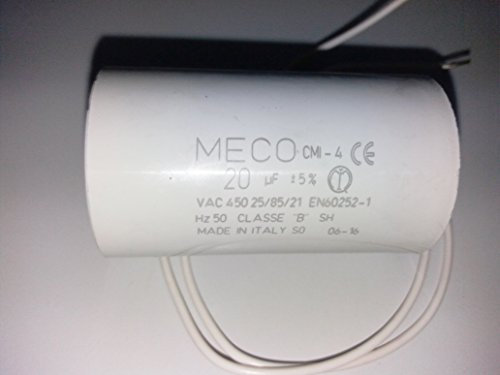 MECO CMI-4 CE
20 µF ±5%
VAC 450 25/85/21 EN60252-1
Hz 50 CLASSE "B" SH
MADE IN ITALY SO 06-16